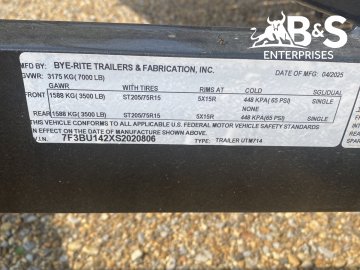 B&S
ENTERPRISES
MFG BY: BYE-RITE TRAILERS & FABRICATION, INC.
GVWR: 3175 KG(7000 LB) DATE OF MFG: 04/2025
GAWR WITH TIRES RIMS AT COLD SGL/DUAL
FRONT 1588 KG( 3500 LB) ST205/75R15 5X15R 448 KPA( 65 PSI) SINGLE
NONE
REAR 1588 KG( 3500 LB) ST205/75R15 5X15R 448 KPA( 65 PSI) SINGLE
THIS VEHICLE CONFORMS TO ALL APPLICABLE U.S. FEDERAL MOTOR VEHICLE SAFETY STANDARDS
IN EFFECT ON THE DATE OF MANUFACTURE SHOWN ABOVE.
V.I.N. 7F3BU142XS2020806 TYPE: TRAILER UTM714